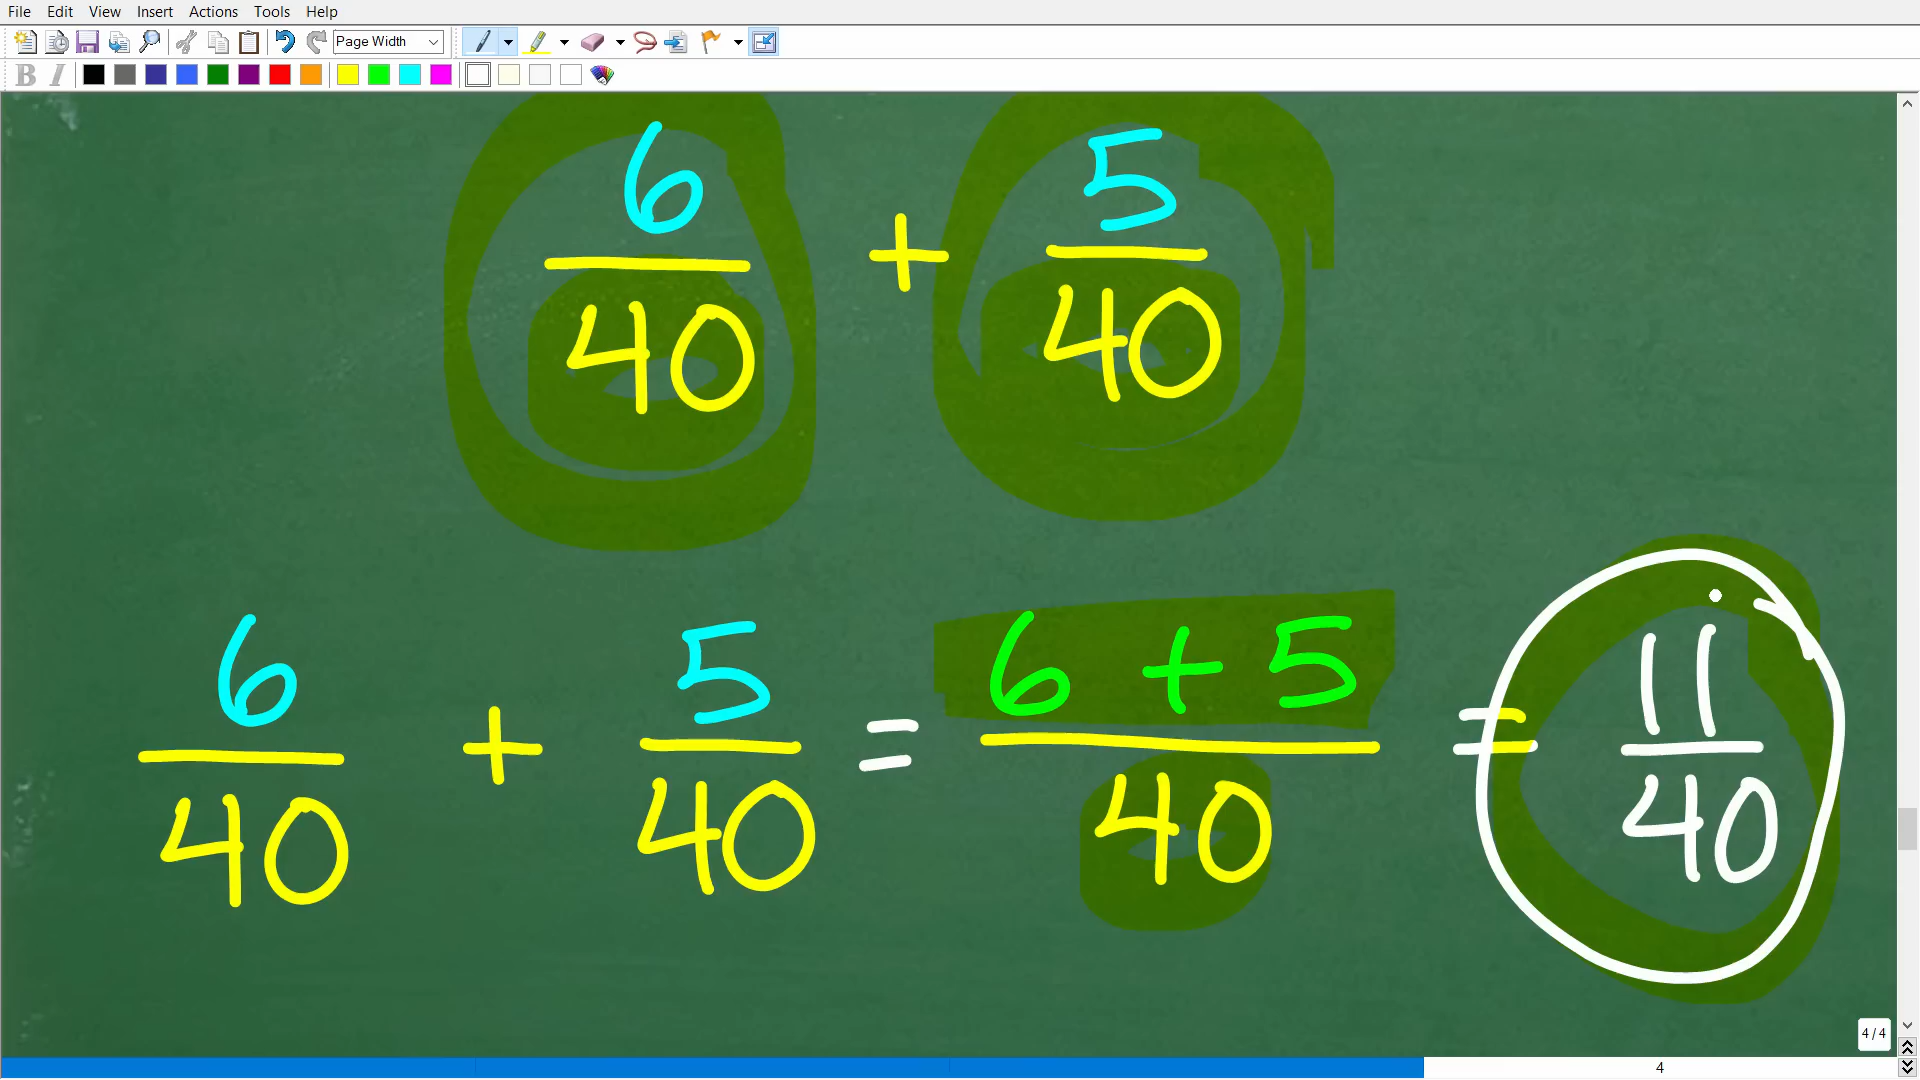 File Edit View Insert Actions Tools Help
Page Width
B I
6/40 + 5/40
6/40 + 5/40 = 6 + 5/40 = 11/40
4 / 4
4